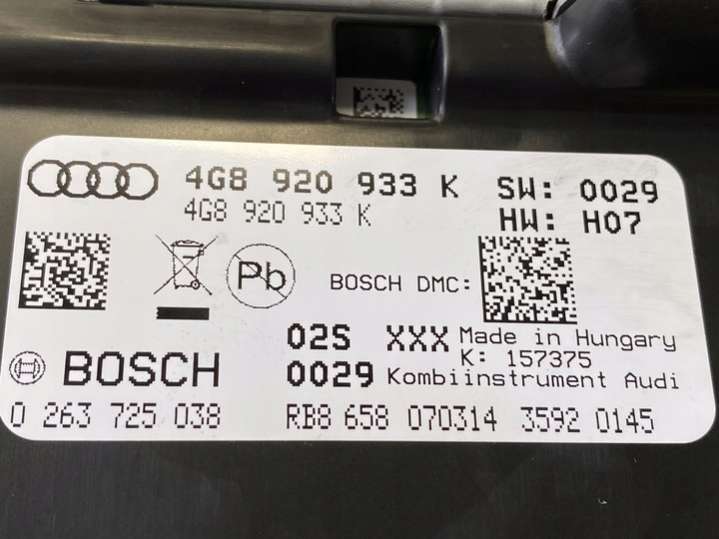 4G8 920 933 K SW: 0029
4G8 920 933 K HW: H07
Pb BOSCH DMC:
02S XXX Made in Hungary
K: 157375
BOSCH 0029 Kombiinstrument Audi
0 263 725 038 RB8 658 070314 3592 0145